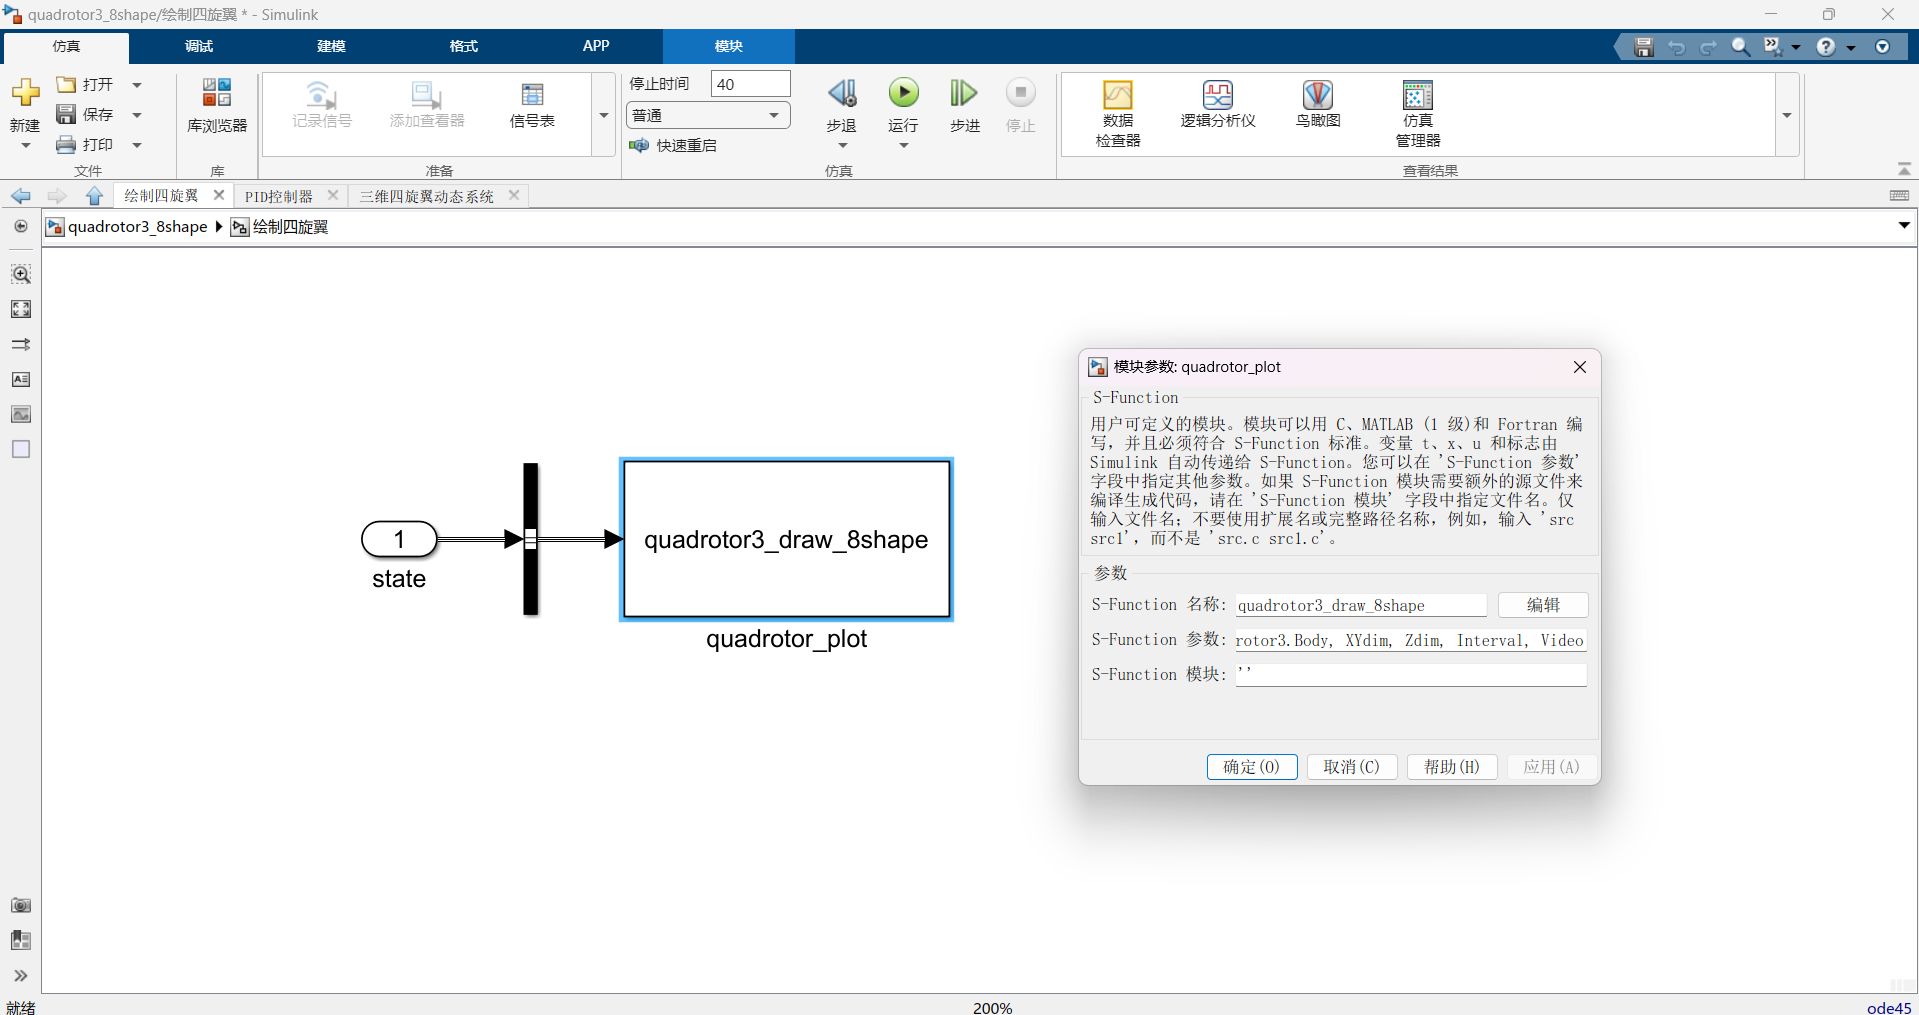 quadrotor3_8shape/绘制四旋翼 * - Simulink
仿真
调试
建模
格式
APP
模块
新建
打开
保存
打印
文件
库浏览器
库
记录信号
添加查看器
信号表
准备
停止时间 40
普通
快速重启
步退
运行
步进
停止
仿真
数据
检查器
逻辑分析仪
鸟瞰图
仿真
管理器
查看结果
绘制四旋翼
PID控制器
三维四旋翼动态系统
quadrotor3_8shape
绘制四旋翼
1
state
quadrotor3_draw_8shape
quadrotor_plot
模块参数: quadrotor_plot
S-Function
用户可定义的模块。模块可以用 C、MATLAB (1 级)和 Fortran 编
写，并且必须符合 S-Function 标准。变量 t、x、u 和标志由
Simulink 自动传递给 S-Function。您可以在 'S-Function 参数'
字段中指定其他参数。如果 S-Function 模块需要额外的源文件来
编译生成代码，请在 'S-Function 模块' 字段中指定文件名。仅
输入文件名；不要使用扩展名或完整路径名称，例如，输入 'src
src1'，而不是 'src.c src1.c'。
参数
S-Function 名称: quadrotor3_draw_8shape 编辑
S-Function 参数: rotor3.Body, XYdim, Zdim, Interval, Video
S-Function 模块: ''
确定(O) 取消(C) 帮助(H) 应用(A)
就绪
200%
ode45